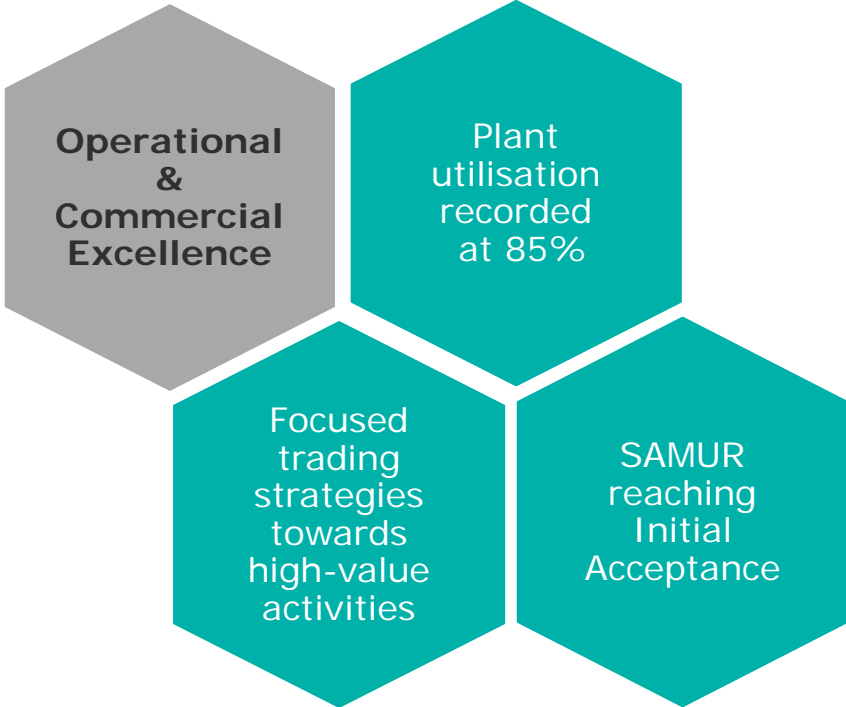 Operational
&
Commercial
Excellence
Plant
utilisation
recorded
at 85%
Focused
trading
strategies
towards
high-value
activities
SAMUR
reaching
Initial
Acceptance